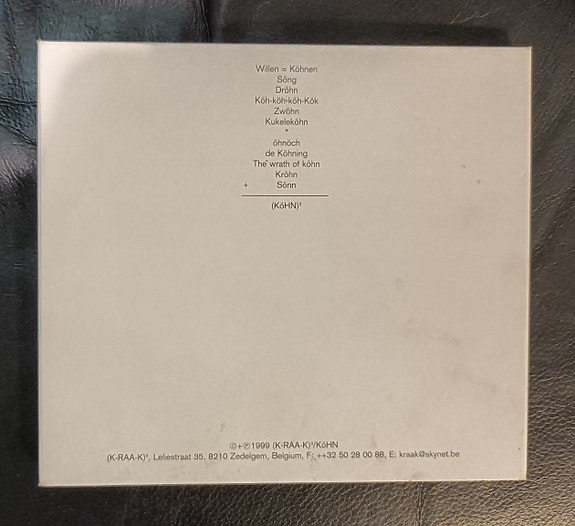 Willen = Köhnen
Söng
Dröhn
Köh-köh-köh-Kök
Zwöhn
Kukeleköhn
*
öhnöch
de Köhning
The wrath of köhn
Kröhn
+ Sönn
(KöHN)³
©+℗1999 (K-RAA-K)³/KöHN
(K-RAA-K)³, Leliestraat 35, 8210 Zedelgem, Belgium, F: ++32 50 28 00 88, E: kraak@skynet.be